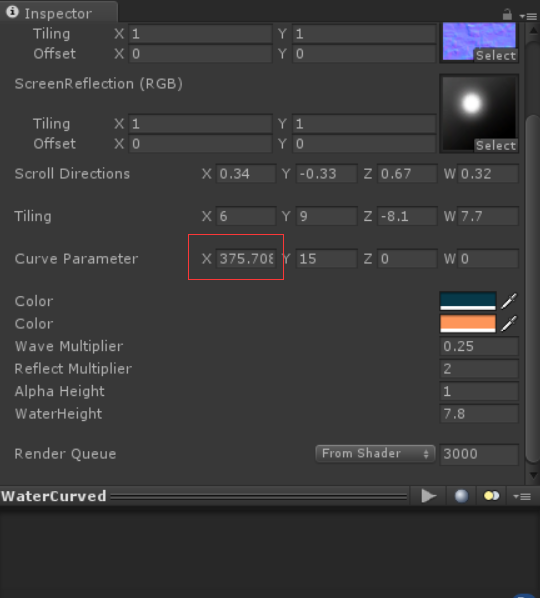 Inspector
Tiling X 1 Y 1
Offset X 0 Y 0
Select
ScreenReflection (RGB)
Tiling X 1 Y 1
Offset X 0 Y 0
Select
Scroll Directions X 0.34 Y -0.33 Z 0.67 W 0.32
Tiling X 6 Y 9 Z -8.1 W 7.7
Curve Parameter X 375.708 Y 15 Z 0 W 0
Color
Color
Wave Multiplier 0.25
Reflect Multiplier 2
Alpha Height 1
WaterHeight 7.8
Render Queue From Shader 3000
WaterCurved